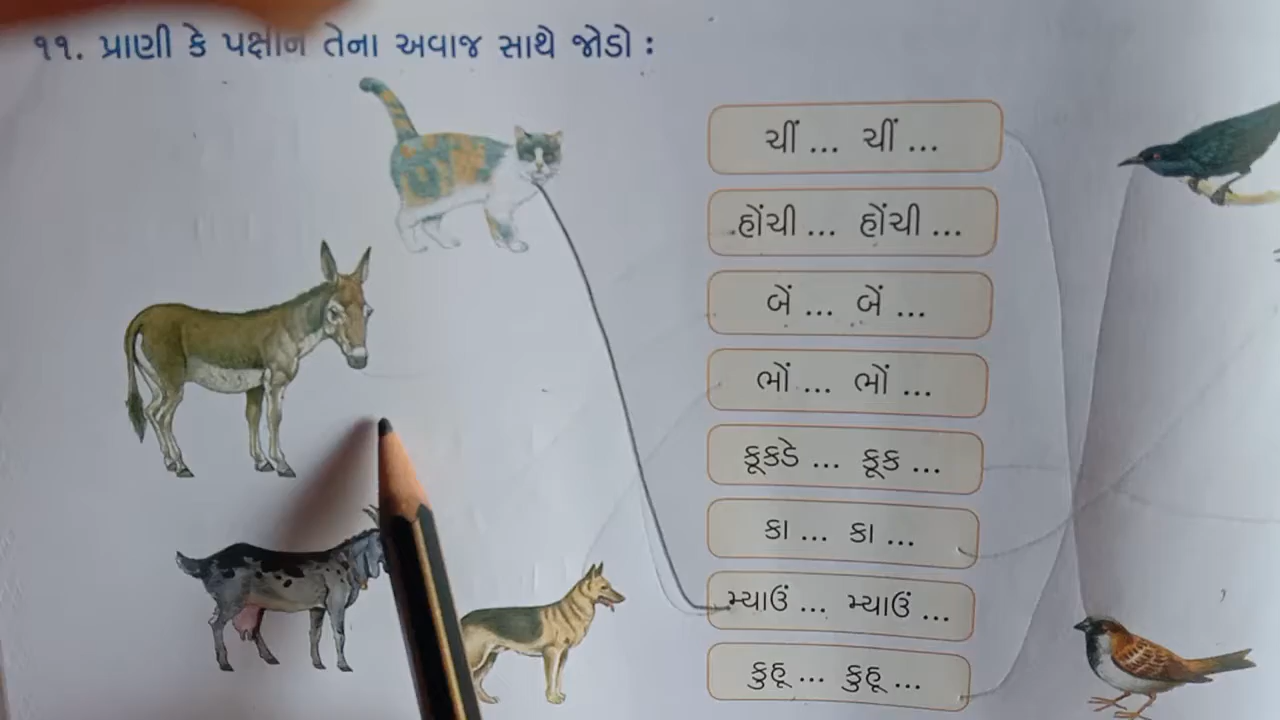 ૧૧. પ્રાણી કે પક્ષીને તેના અવાજ સાથે જોડો :
ચીં ... ચીં ...
હોંચી ... હોંચી ...
બેં ... બેં ...
ભોં ... ભોં ...
કૂકડે ... કૂક ...
કા ... કા ...
મ્યાઉં ... મ્યાઉં ...
કુહૂ ... કુહૂ ...